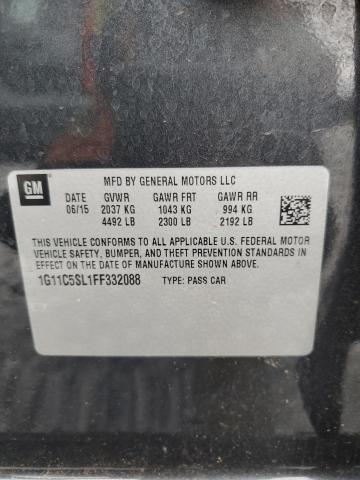 GM
MFD BY GENERAL MOTORS LLC
DATE GVWR GAWR FRT GAWR RR
06/15 2037 KG 1043 KG 994 KG
4492 LB 2300 LB 2192 LB
THIS VEHICLE CONFORMS TO ALL APPLICABLE U.S. FEDERAL MOTOR
VEHICLE SAFETY, BUMPER, AND THEFT PREVENTION STANDARDS IN
EFFECT ON THE DATE OF MANUFACTURE SHOWN ABOVE.
1G11C5SL1FF332088 TYPE: PASS CAR